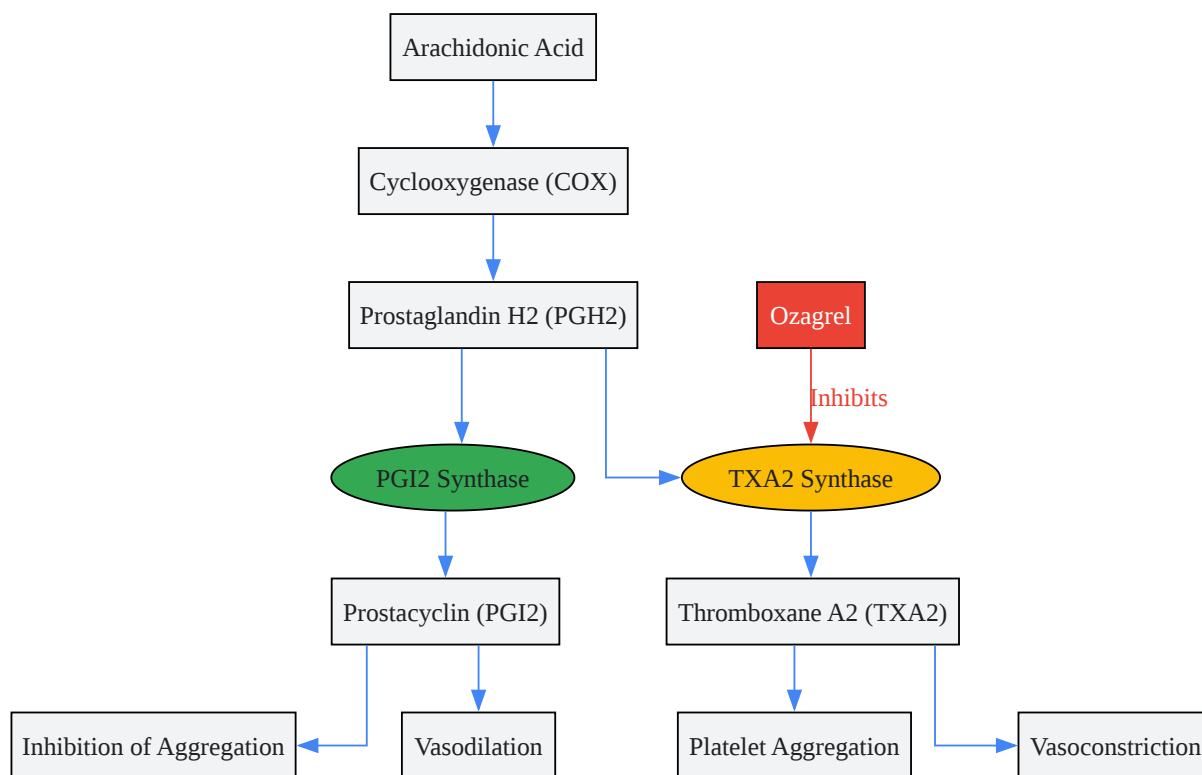 Arachidonic Acid
Cyclooxygenase (COX)
Prostaglandin H2 (PGH2)
Ozagrel
Inhibits
PGI2 Synthase
TXA2 Synthase
Prostacyclin (PGI2)
Thromboxane A2 (TXA2)
Inhibition of Aggregation
Vasodilation
Platelet Aggregation
Vasoconstriction